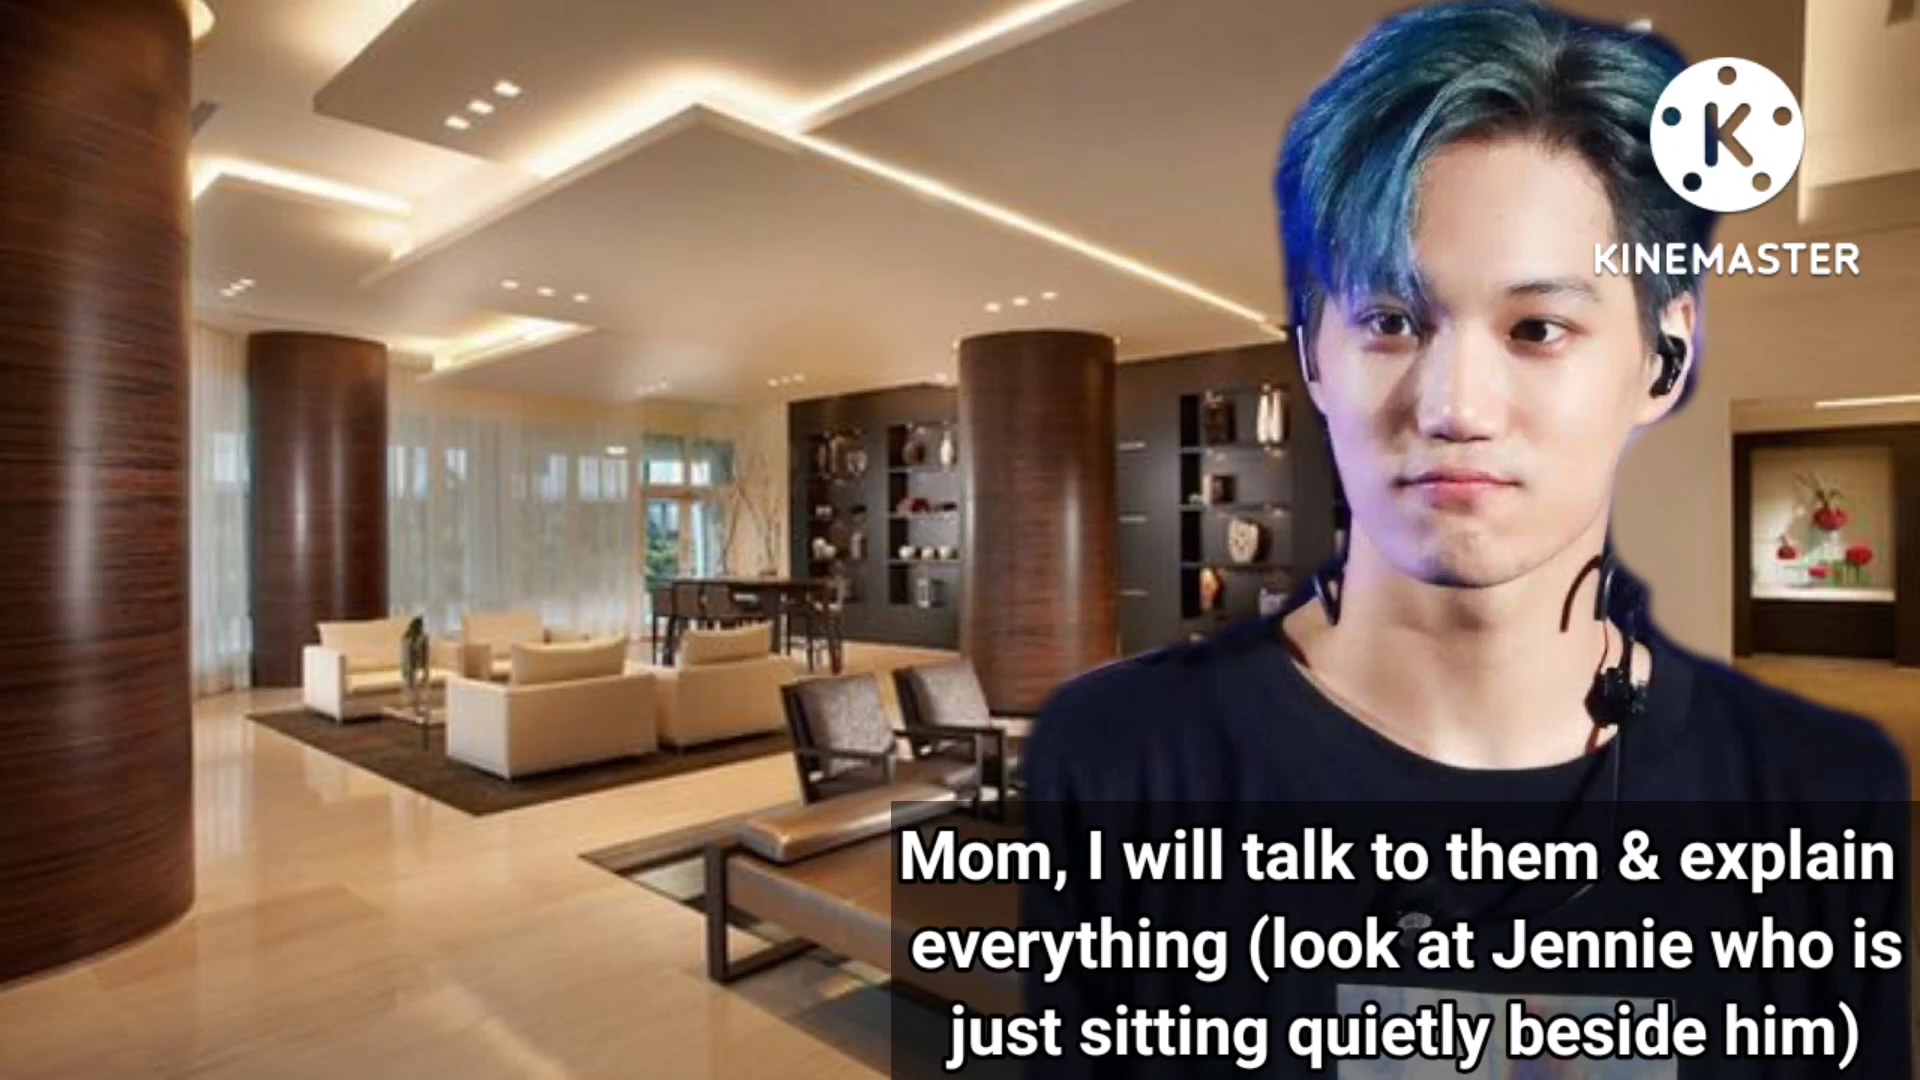 K
KINEMASTER
Mom, I will talk to them & explain
everything (look at Jennie who is
just sitting quietly beside him)